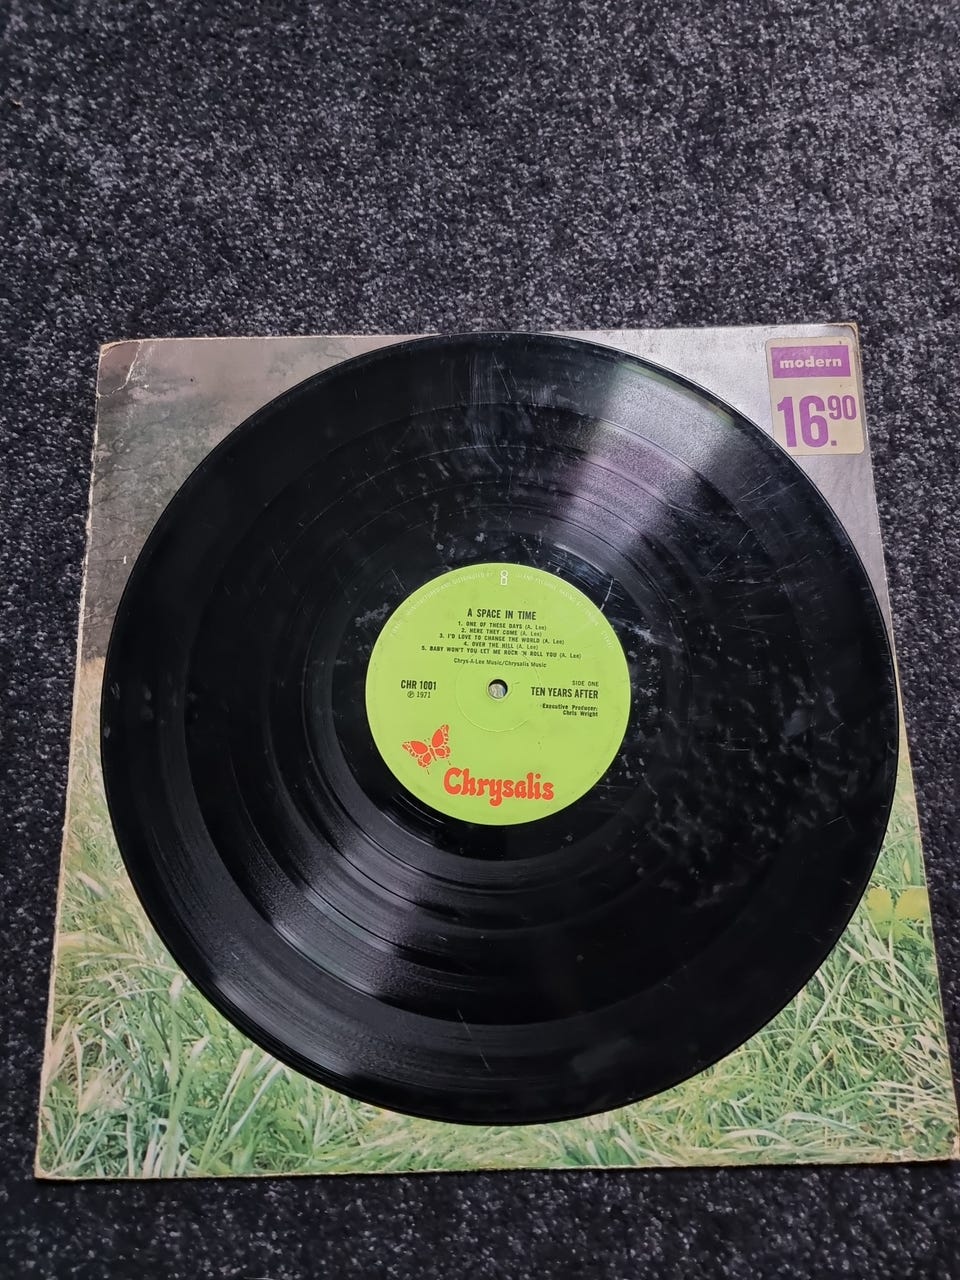 modern
16.90
A SPACE IN TIME
1. ONE OF THESE DAYS (A. Lee)
2. HERE THEY COME (A. Lee)
3. I'D LOVE TO CHANGE THE WORLD (A. Lee)
4. OVER THE HILL (A. Lee)
5. BABY WON'T YOU LET ME ROCK 'N ROLL YOU (A. Lee)
Chrys-A-Lee Music/Chrysalis Music
CHR 1001
℗ 1971
SIDE ONE
TEN YEARS AFTER
Executive Producer:
Chris Wright
Chrysalis